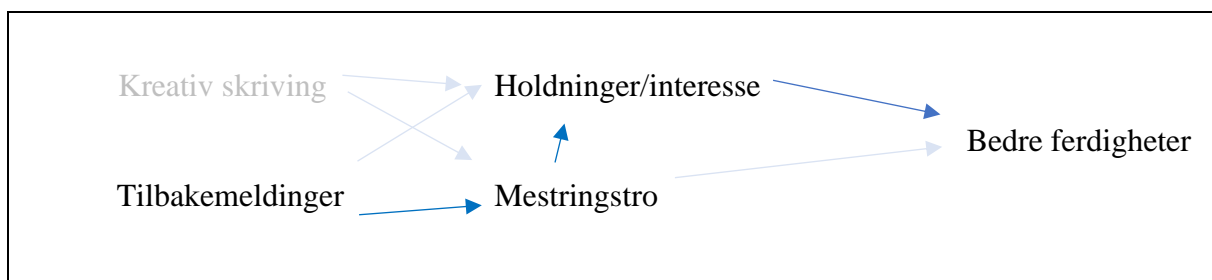 Kreativ skriving
Holdninger/interesse
Bedre ferdigheter
Tilbakemeldinger
Mestringstro